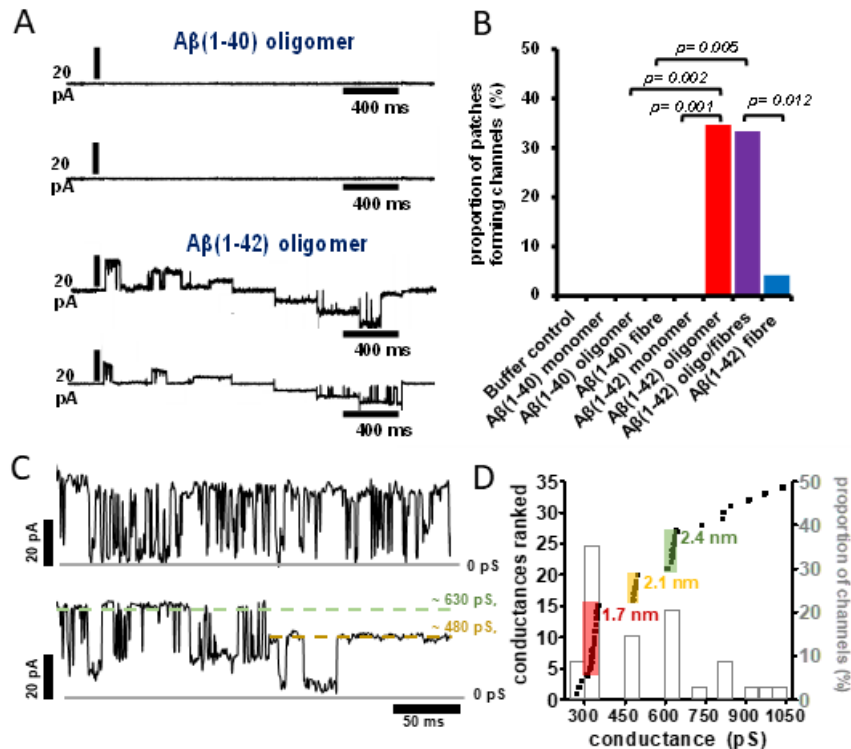 A
Aβ(1-40) oligomer
20
pA
400 ms
20
pA
400 ms
Aβ(1-42) oligomer
20
pA
400 ms
20
pA
400 ms
B
proportion of patches
forming channels (%)
50
40
30
20
10
0
p= 0.005
p= 0.002
p= 0.001
p= 0.012
Buffer control
Aβ(1-40) monomer
Aβ(1-40) oligomer
Aβ(1-40) fibre
Aβ(1-42) monomer
Aβ(1-42) oligomer
Aβ(1-42) oligo/fibres
Aβ(1-42) fibre
C
20 pA
0 pS
~ 630 pS,
~ 480 pS,
20 pA
0 pS
50 ms
D
conductances ranked
35
30
25
20
15
10
5
0
2.4 nm
2.1 nm
1.7 nm
50
40
30
20
10
0
proportion of channels (%)
300 450 600 750 900 1050
conductance (pS)